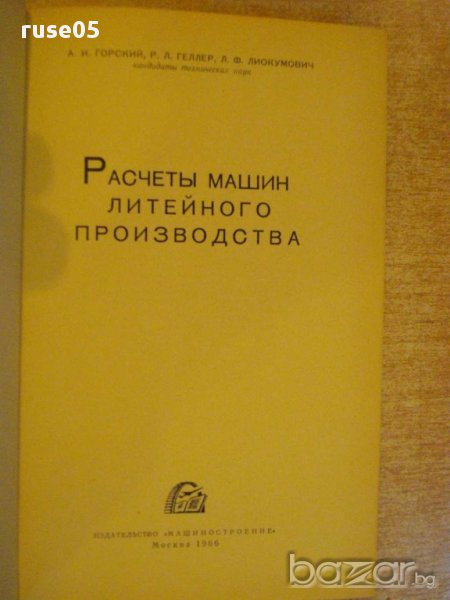 ruse05
А. И. ГОРСКИЙ, Р. Л. ГЕЛЛЕР, Л. Ф. ЛИОКУМОВИЧ
кандидаты технических наук
РАСЧЕТЫ МАШИН
ЛИТЕЙНОГО
ПРОИЗВОДСТВА
ИЗДАТЕЛЬСТВО «МАШИНОСТРОЕНИЕ»
Москва 1966
bazar.bg